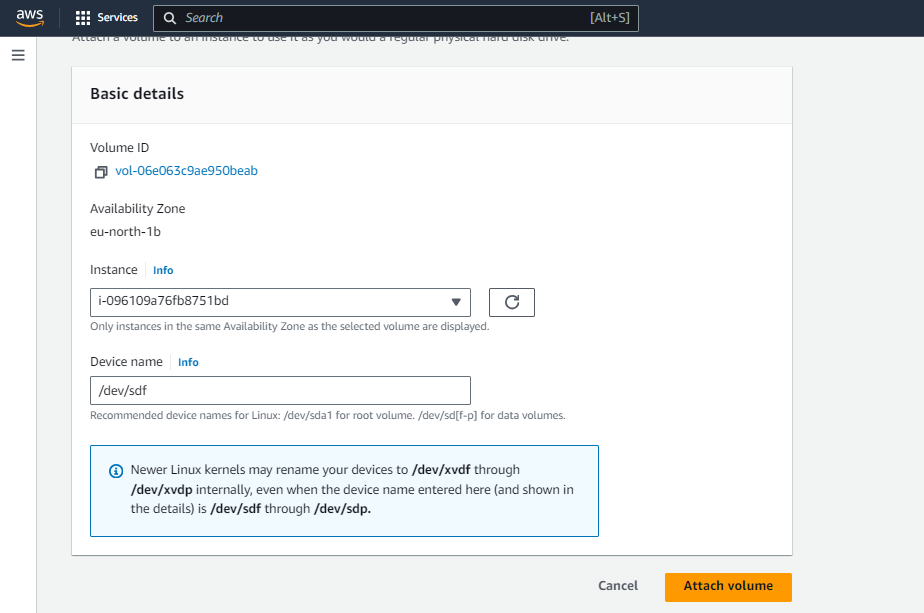 aws
Services
Search
[Alt+S]
Attach a volume to an instance to use it as you would a regular physical hard disk drive.
Basic details
Volume ID
vol-06e063c9ae950beab
Availability Zone
eu-north-1b
Instance
Info
i-096109a76fb8751bd
Only instances in the same Availability Zone as the selected volume are displayed.
Device name
Info
/dev/sdf
Recommended device names for Linux: /dev/sda1 for root volume. /dev/sd[f-p] for data volumes.
Newer Linux kernels may rename your devices to /dev/xvdf through
/dev/xvdp internally, even when the device name entered here (and shown in
the details) is /dev/sdf through /dev/sdp.
Cancel
Attach volume